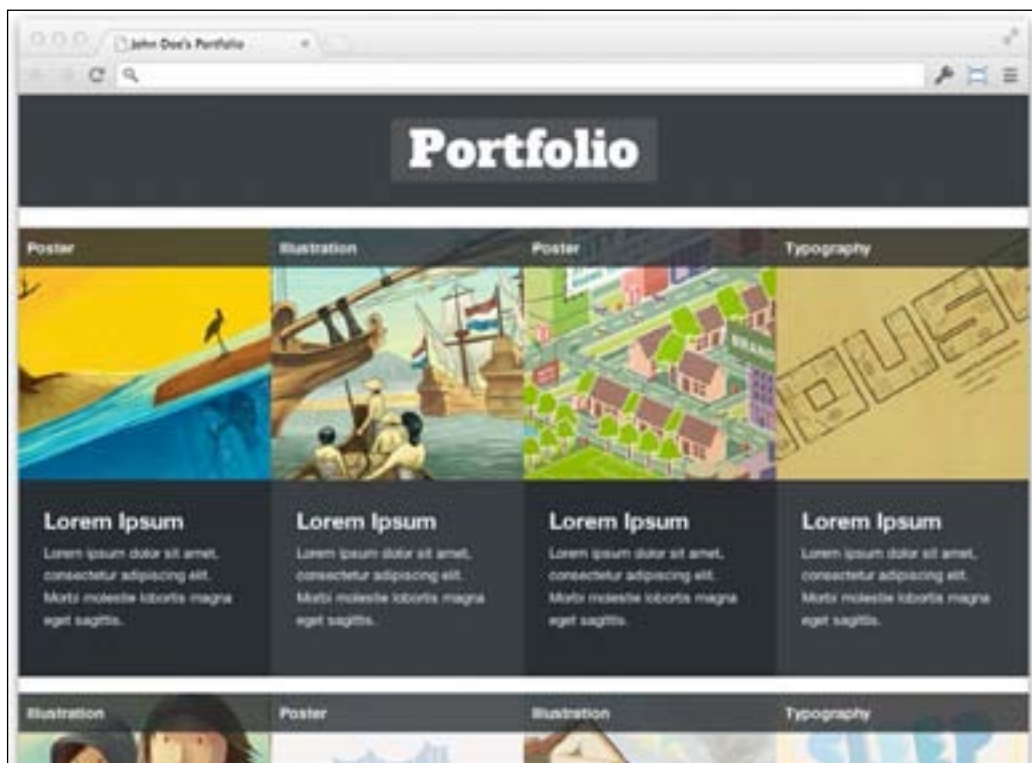 John Doe's Portfolio
Portfolio
Poster
Illustration
Poster
Typography
BRAND
Lorem Ipsum
Lorem ipsum dolor sit amet,
consectetur adipiscing elit.
Morbi molestie lobortis magna
eget sagittis.
Lorem Ipsum
Lorem ipsum dolor sit amet,
consectetur adipiscing elit.
Morbi molestie lobortis magna
eget sagittis.
Lorem Ipsum
Lorem ipsum dolor sit amet,
consectetur adipiscing elit.
Morbi molestie lobortis magna
eget sagittis.
Lorem Ipsum
Lorem ipsum dolor sit amet,
consectetur adipiscing elit.
Morbi molestie lobortis magna
eget sagittis.
Illustration
Poster
Illustration
Typography